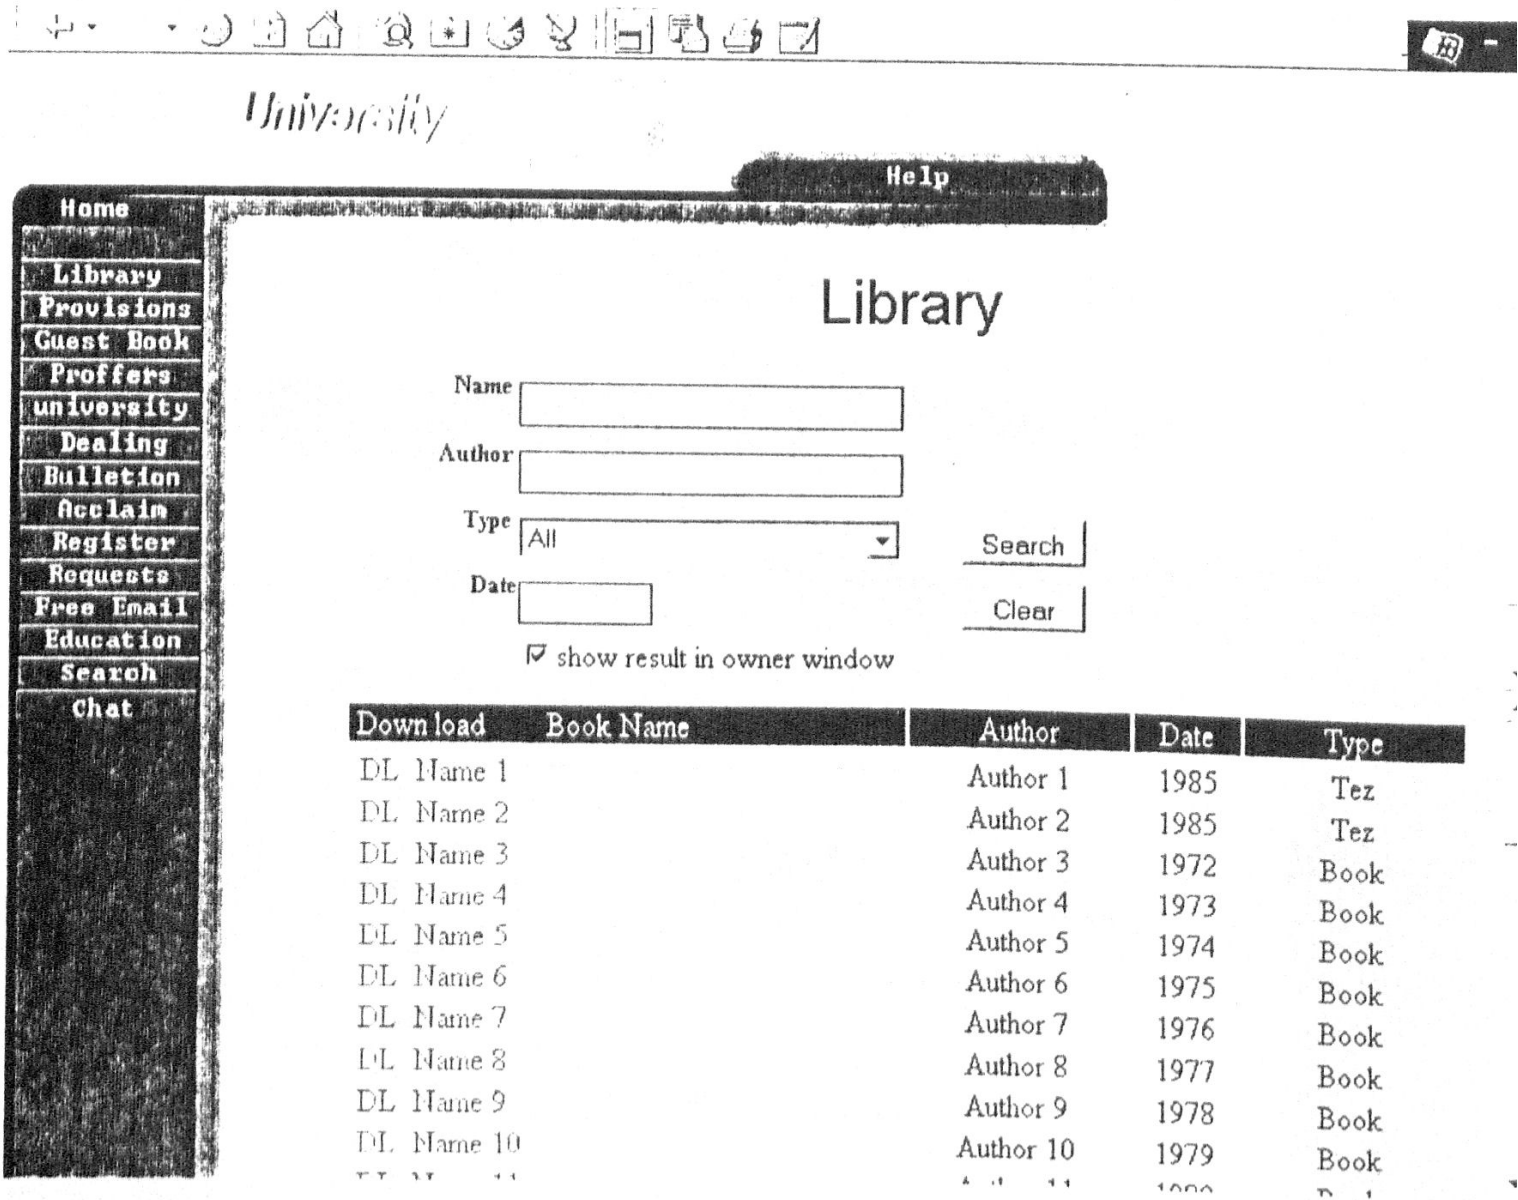 University
Help
Home
Library
Provisions
Guest Book
Proffers
university
Dealing
Bulletion
Acclaim
Register
Requests
Free Email
Education
Search
Chat
Library
Name
Author
Type All
Search
Date
Clear
show result in owner window
Download Book Name Author Date Type
DL Name 1 Author 1 1985 Tez
DL Name 2 Author 2 1985 Tez
DL Name 3 Author 3 1972 Book
DL Name 4 Author 4 1973 Book
DL Name 5 Author 5 1974 Book
DL Name 6 Author 6 1975 Book
DL Name 7 Author 7 1976 Book
DL Name 8 Author 8 1977 Book
DL Name 9 Author 9 1978 Book
DL Name 10 Author 10 1979 Book